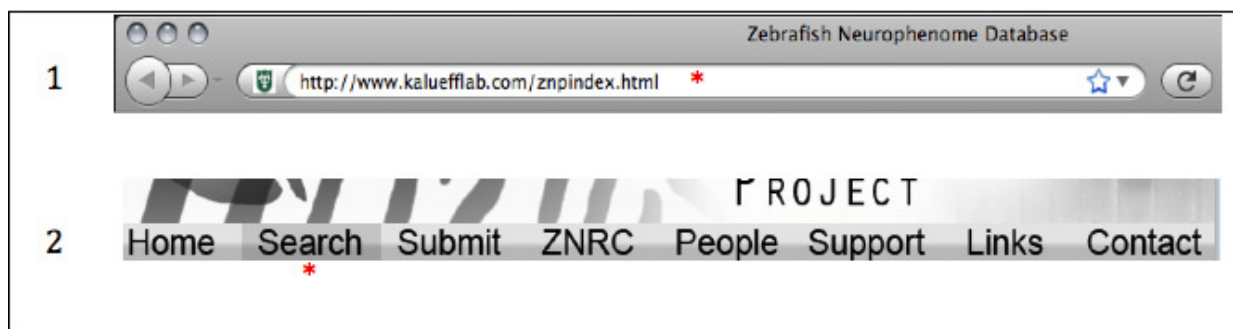 Zebrafish Neurophenome Database
1
http://www.kaluefflab.com/znpindex.html *
PROJECT
2
Home Search Submit ZNRC People Support Links Contact
*